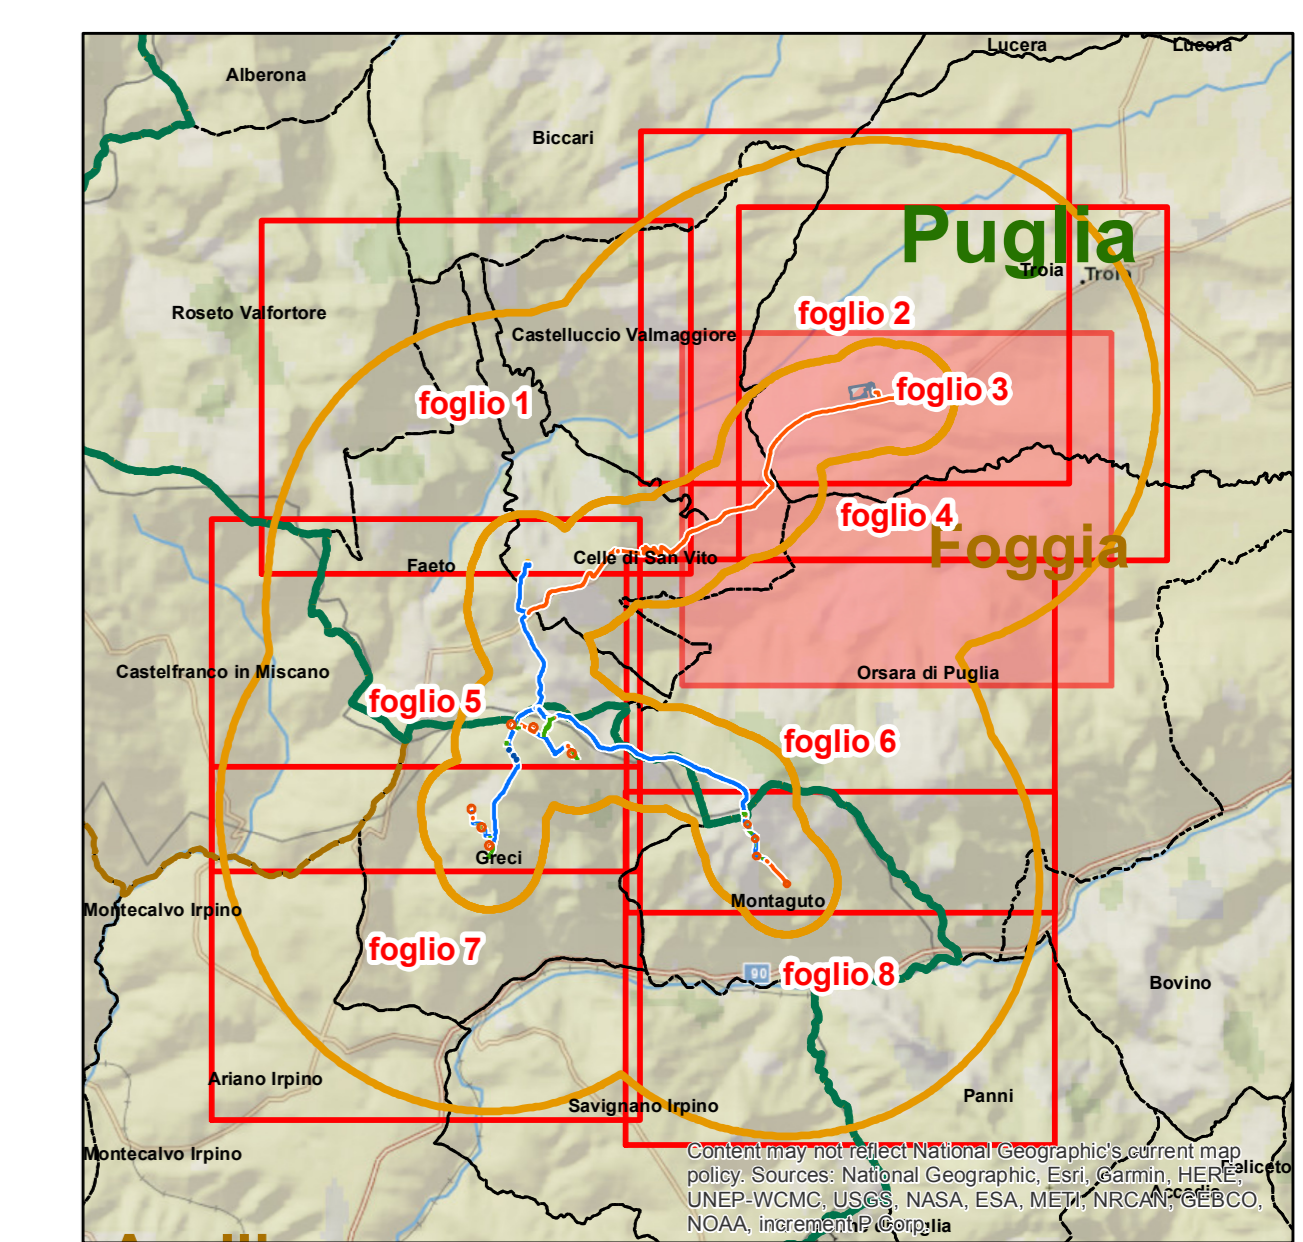 Lucera
Lucera
Alberona
Biccari
Puglia
Troia
Troia
Roseto Valfortore
foglio 2
Castelluccio Valmaggiore
foglio 3
foglio 1
foglio 4
Foggia
Celle di San Vito
Faeto
Castelfranco in Miscano
Orsara di Puglia
foglio 5
foglio 6
Greci
Montaguto
Montecalvo Irpino
foglio 7
90
foglio 8
Bovino
Ariano Irpino
Panni
Savignano Irpino
Montecalvo Irpino
Content may not reflect National Geographic's current map
policy. Sources: National Geographic, Esri, Garmin, HERE,
UNEP-WCMC, USGS, NASA, ESA, METI, NRCAN, GEBCO,
NOAA, increment P Corp.
Deliceto
Accadia